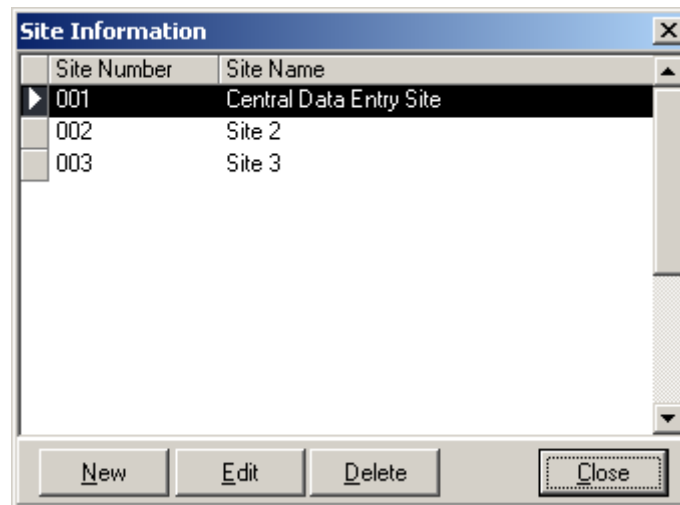 Site Information
Site Number Site Name
001 Central Data Entry Site
002 Site 2
003 Site 3
New Edit Delete Close